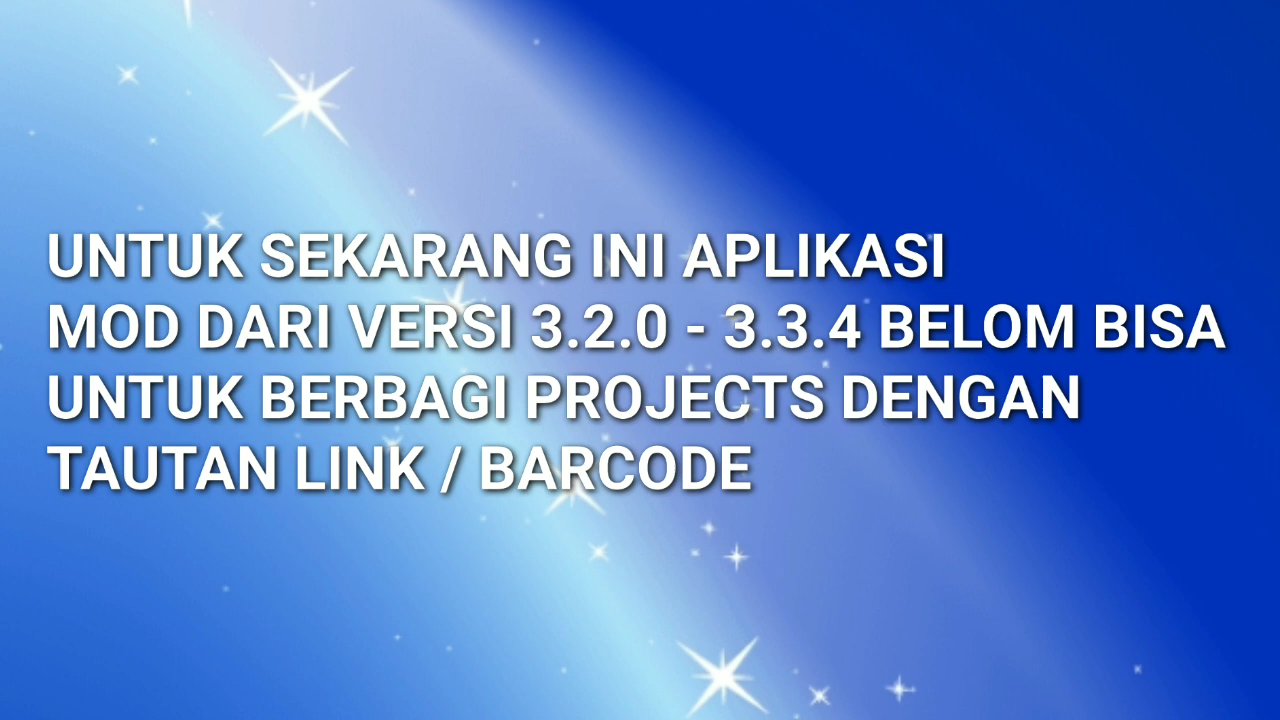 UNTUK SEKARANG INI APLIKASI
MOD DARI VERSI 3.2.0 - 3.3.4 BELOM BISA
UNTUK BERBAGI PROJECTS DENGAN
TAUTAN LINK / BARCODE